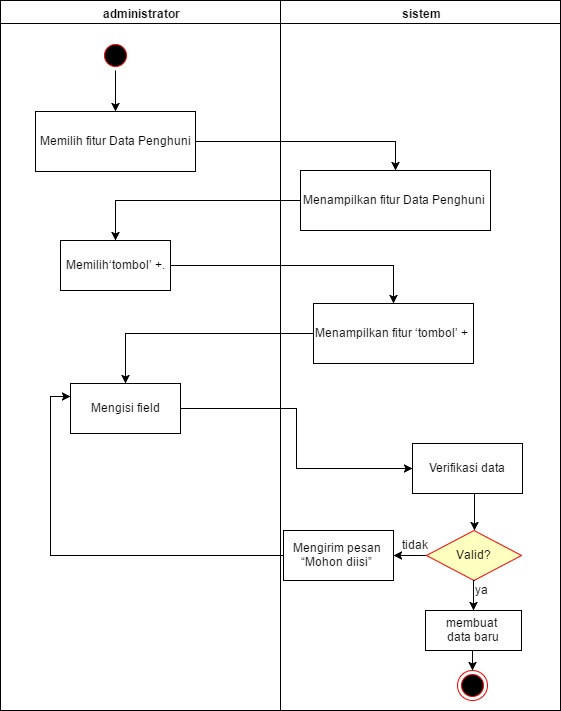 administrator
sistem
Memilih fitur Data Penghuni
Menampilkan fitur Data Penghuni
Memilih‘tombol’ +.
Menampilkan fitur ‘tombol’ +
Mengisi field
Verifikasi data
Mengirim pesan
“Mohon diisi”
tidak
Valid?
ya
membuat
data baru